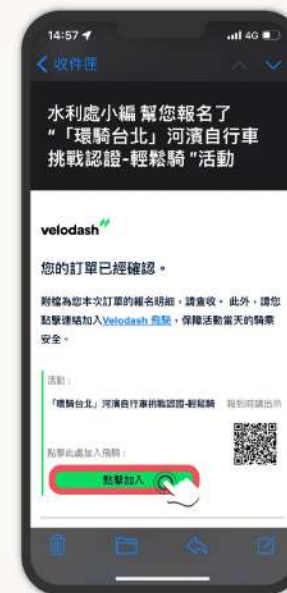 14:57
4G
收件匣
水利處小編 幫您報名了
“「環騎台北」河濱自行車
挑戰認證-輕鬆騎 ”活動
velodash
您的訂單已經確認。
附檔為您本次訂單的報名明細，請查收。 此外，請您
點擊連結加入Velodash 飛騎，保障活動當天的騎乘
安全。
活動：
「環騎台北」河濱自行車挑戰認證-輕鬆騎 報到時請出示
點擊此處加入飛騎：
點擊加入